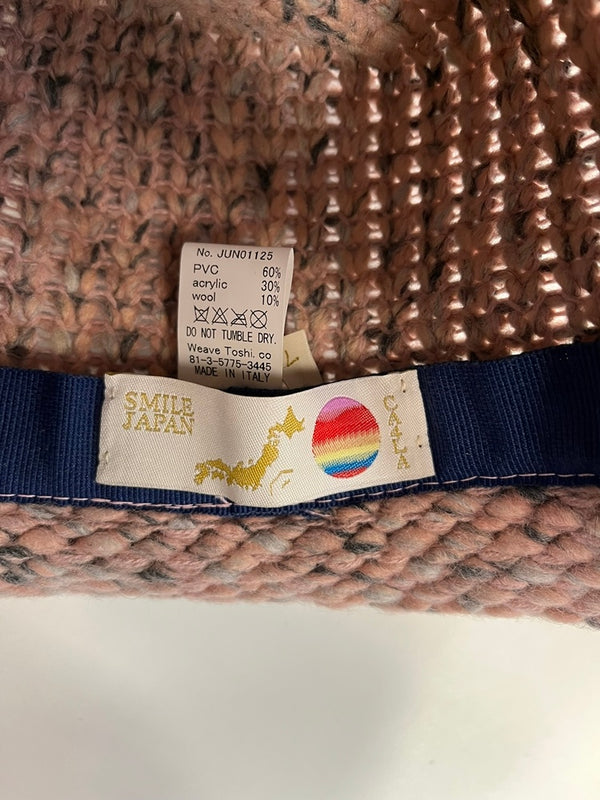 No. JUN01125
PVC 60%
acrylic 30%
wool 10%
DO NOT TUMBLE DRY.
Weave Toshi.co
81-3-5775-3445
MADE IN ITALY
SMILE
JAPAN
CA4LA